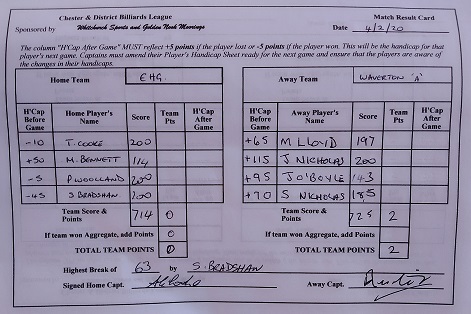 Chester & District Billiards League Match Result Card
Sponsored by Whitchurch Sports and Golden Nook Moorings Date 4/2/20
The column "H'Cap After Game" MUST reflect +5 points if the player lost or -5 points if the player won. This will be the handicap for
that player's next game. Captains must amend their Player's Handicap Sheet ready for the next game and ensure that the players are aware of
the changes in their handicaps.
Home Team EHG. Away Team WAVERTON 'A'
H'Cap Before Game Home Player's Name Score Team Pts H'Cap After Game H'Cap Before Game Away Player's Name Score Team Pts H'Cap After Game
-10 T. COOKE 200 +65 M LLOYD 197
+50 M. BENNETT 114 +115 J NICHOLAS 200
-5 P. WOOLLAND 200 +95 J O'BOYLE 143
-45 S BRADSHAW 200 +70 S NICHOLAS 185
Team Score & Points 714 0 Team Score & Points 725 2
If team won Aggregate, add Points 0 If team won Aggregate, add Points
TOTAL TEAM POINTS 0 TOTAL TEAM POINTS 2
Highest Break of 63 by S. BRADSHAW
Signed Home Capt. Away Capt.